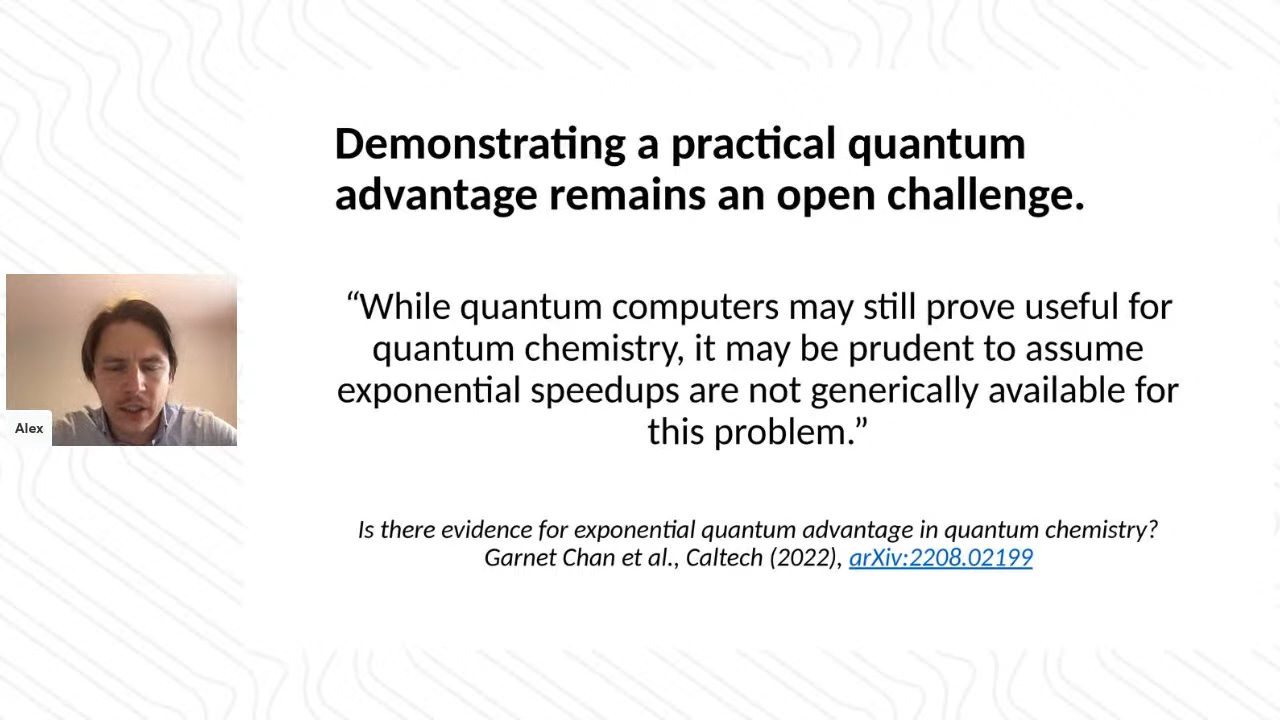 Demonstrating a practical quantum
advantage remains an open challenge.
“While quantum computers may still prove useful for
quantum chemistry, it may be prudent to assume
exponential speedups are not generically available for
this problem.”
Alex
Is there evidence for exponential quantum advantage in quantum chemistry?
Garnet Chan et al., Caltech (2022), arXiv:2208.02199